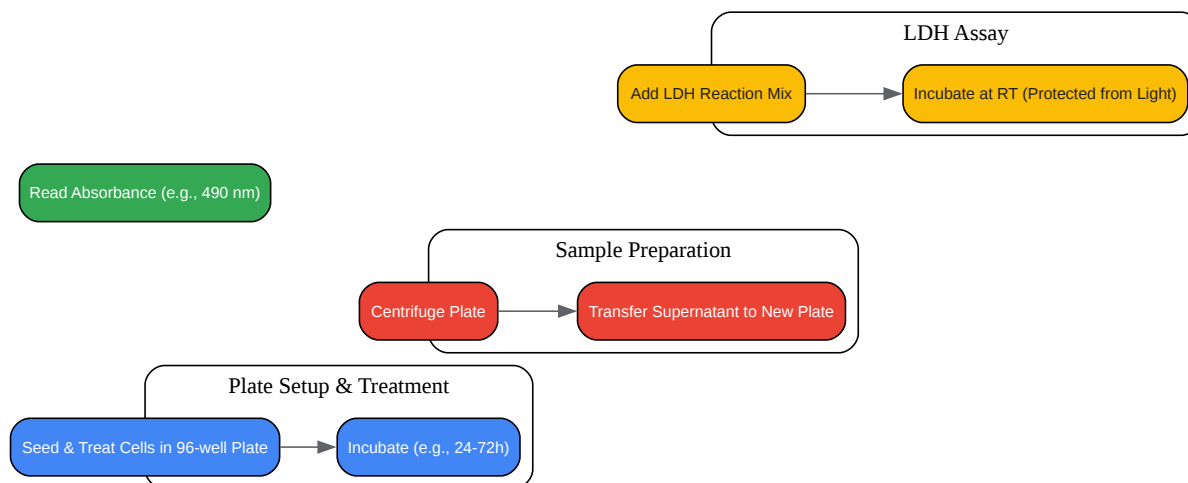 LDH Assay
Add LDH Reaction Mix
Incubate at RT (Protected from Light)
Read Absorbance (e.g., 490 nm)
Sample Preparation
Centrifuge Plate
Transfer Supernatant to New Plate
Plate Setup & Treatment
Seed & Treat Cells in 96-well Plate
Incubate (e.g., 24-72h)